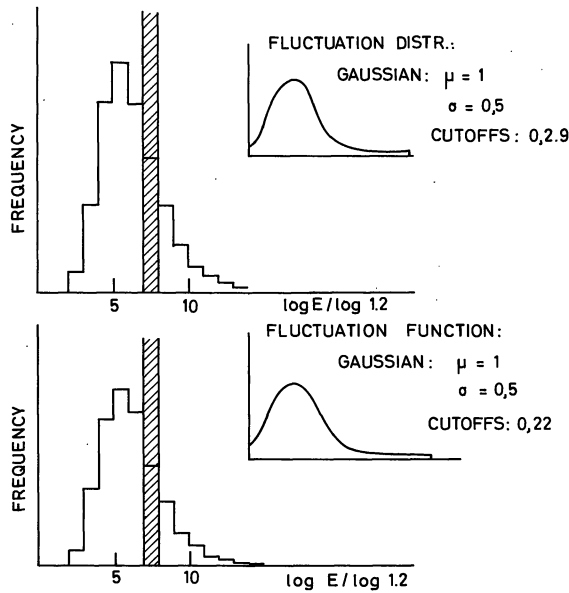 FLUCTUATION DISTR.:
GAUSSIAN: μ = 1
σ = 0,5
CUTOFFS: 0,2.9
FREQUENCY
5
10
log E / log 1.2
FLUCTUATION FUNCTION:
GAUSSIAN: μ = 1
σ = 0,5
CUTOFFS: 0,22
FREQUENCY
5
10
log E / log 1.2